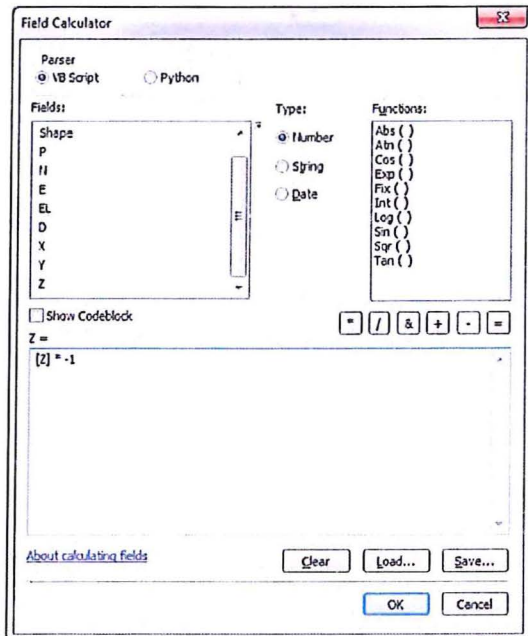 Field Calculator
Parser
VB Script Python
Fields: Type: Functions:
Shape
P
N
E
EL
D
X
Y
Z
Number
String
Date
Abs ( )
Atn ( )
Cos ( )
Exp ( )
Fix ( )
Int ( )
Log ( )
Sin ( )
Sqr ( )
Tan ( )
Show Codeblock
* / & + - =
Z =
[Z] * -1
About calculating fields Clear Load... Save...
OK Cancel